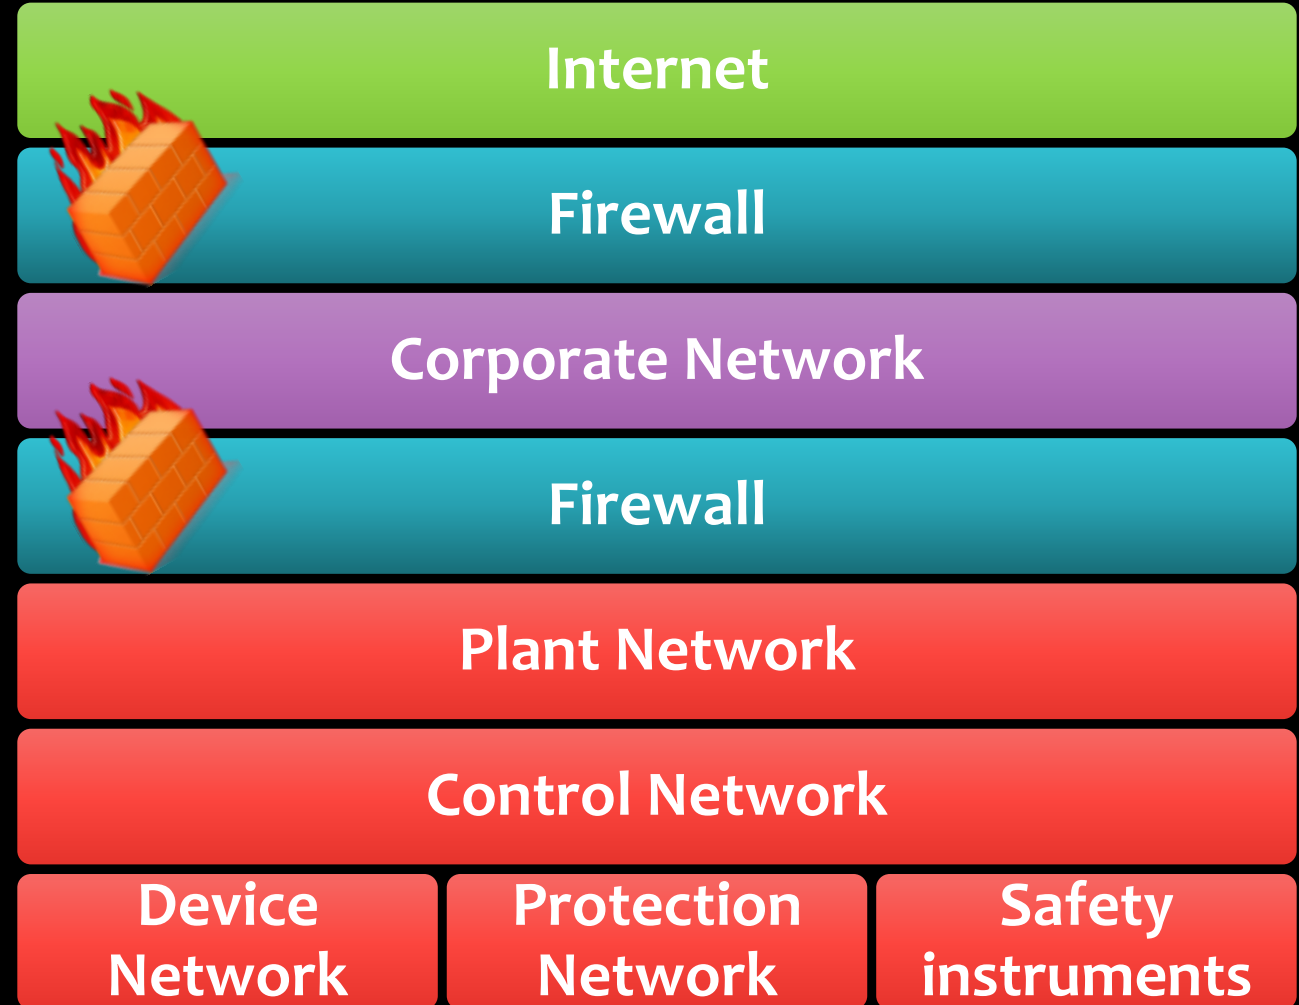 Internet
Firewall
Corporate Network
Firewall
Plant Network
Control Network
Device
Network
Protection
Network
Safety
instruments